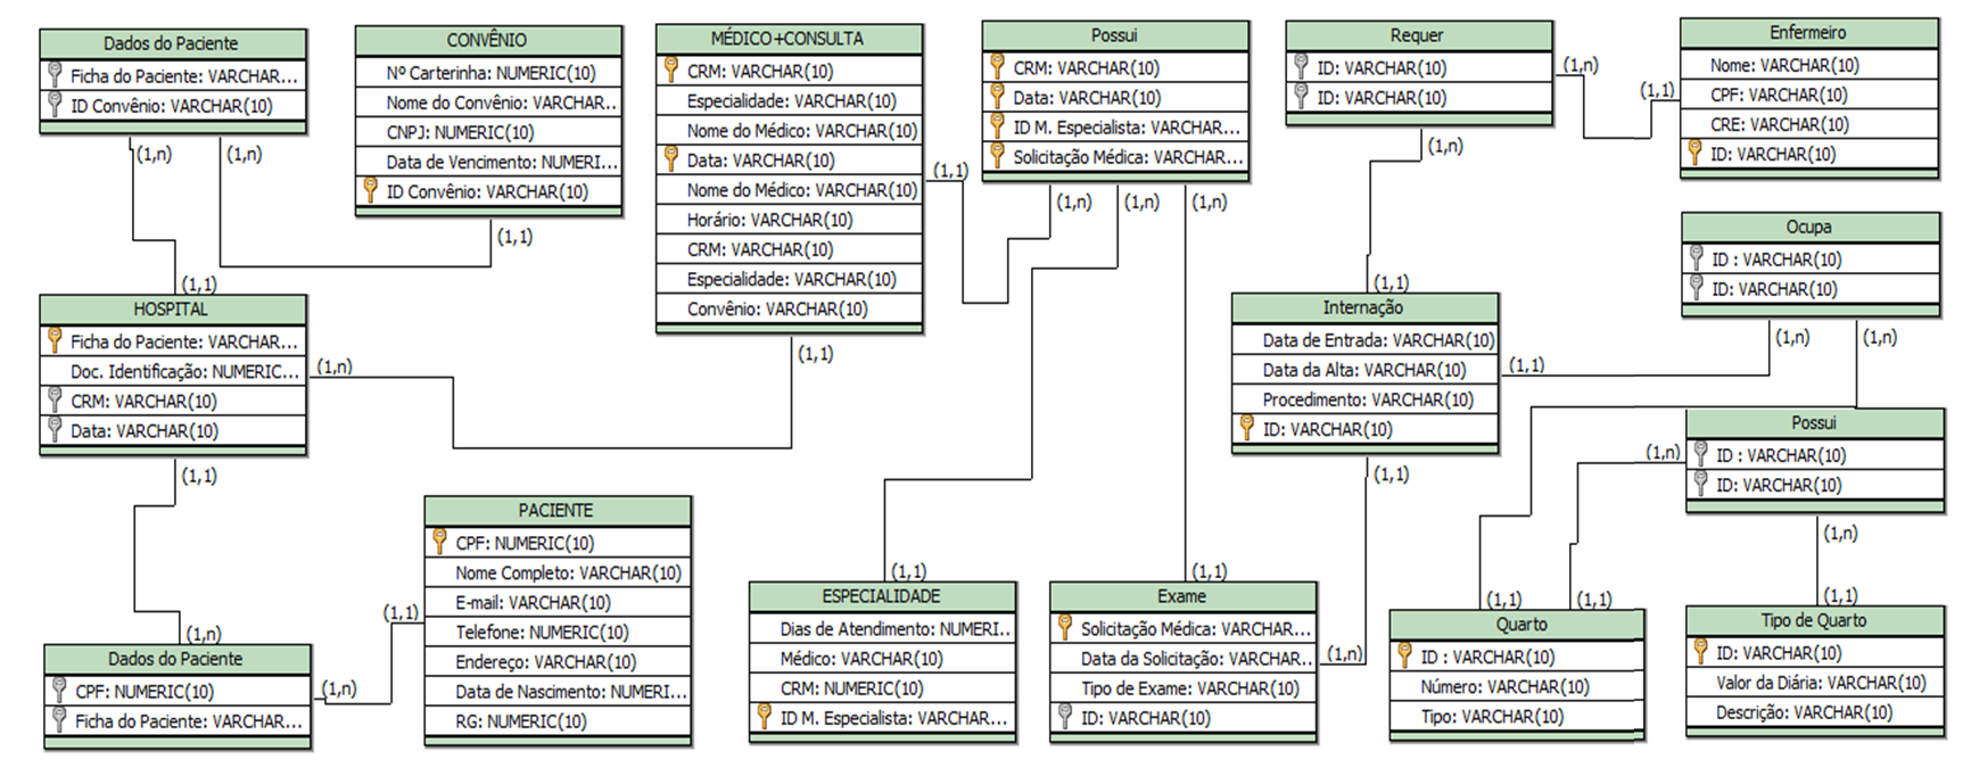 Dados do Paciente
Ficha do Paciente: VARCHAR...
ID Convênio: VARCHAR(10)
(1,n)
(1,n)
CONVÊNIO
Nº Carterinha: NUMERIC(10)
Nome do Convênio: VARCHAR..
CNPJ: NUMERIC(10)
Data de Vencimento: NUMERI...
ID Convênio: VARCHAR(10)
(1,1)
MÉDICO+CONSULTA
CRM: VARCHAR(10)
Especialidade: VARCHAR(10)
Nome do Médico: VARCHAR(10)
Data: VARCHAR(10)
Nome do Médico: VARCHAR(10)
Horário: VARCHAR(10)
CRM: VARCHAR(10)
Especialidade: VARCHAR(10)
Convênio: VARCHAR(10)
(1,1)
(1,1)
Possui
CRM: VARCHAR(10)
Data: VARCHAR(10)
ID M. Especialista: VARCHAR...
Solicitação Médica: VARCHAR...
(1,n)
(1,n)
(1,n)
Requer
ID: VARCHAR(10)
ID: VARCHAR(10)
(1,n)
(1,n)
Enfermeiro
Nome: VARCHAR(10)
CPF: VARCHAR(10)
CRE: VARCHAR(10)
ID: VARCHAR(10)
(1,1)
Ocupa
ID : VARCHAR(10)
ID: VARCHAR(10)
(1,n)
(1,n)
(1,1)
HOSPITAL
Ficha do Paciente: VARCHAR...
Doc. Identificação: NUMERIC...
CRM: VARCHAR(10)
Data: VARCHAR(10)
(1,n)
(1,1)
(1,1)
Internação
Data de Entrada: VARCHAR(10)
Data da Alta: VARCHAR(10)
Procedimento: VARCHAR(10)
ID: VARCHAR(10)
(1,1)
(1,1)
Possui
ID : VARCHAR(10)
ID: VARCHAR(10)
(1,n)
(1,n)
PACIENTE
CPF: NUMERIC(10)
Nome Completo: VARCHAR(10)
E-mail: VARCHAR(10)
Telefone: NUMERIC(10)
Endereço: VARCHAR(10)
Data de Nascimento: NUMERI...
RG: NUMERIC(10)
(1,1)
(1,n)
Dados do Paciente
CPF: NUMERIC(10)
Ficha do Paciente: VARCHAR...
(1,n)
(1,1)
ESPECIALIDADE
Dias de Atendimento: NUMERI..
Médico: VARCHAR(10)
CRM: NUMERIC(10)
ID M. Especialista: VARCHAR...
(1,1)
Exame
Solicitação Médica: VARCHAR...
Data da Solicitação: VARCHAR..
Tipo de Exame: VARCHAR(10)
ID: VARCHAR(10)
(1,n)
(1,1)
(1,1)
Quarto
ID : VARCHAR(10)
Número: VARCHAR(10)
Tipo: VARCHAR(10)
(1,1)
Tipo de Quarto
ID: VARCHAR(10)
Valor da Diária: VARCHAR(10)
Descrição: VARCHAR(10)